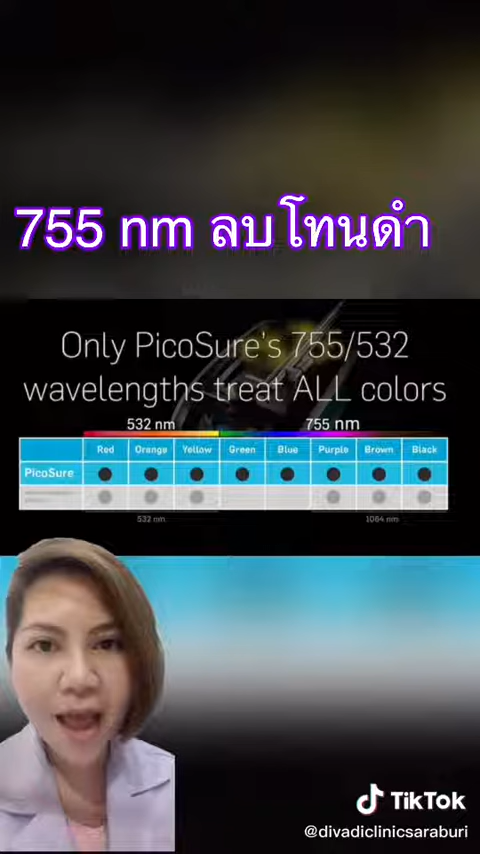 755 nm ลบโทนดำ
Only PicoSure's 755/532
wavelengths treat ALL colors
532 nm 755 nm
Red Orange Yellow Green Blue Purple Brown Black
PicoSure
532 nm 1064 nm
TikTok
@divadiclinicsaraburi